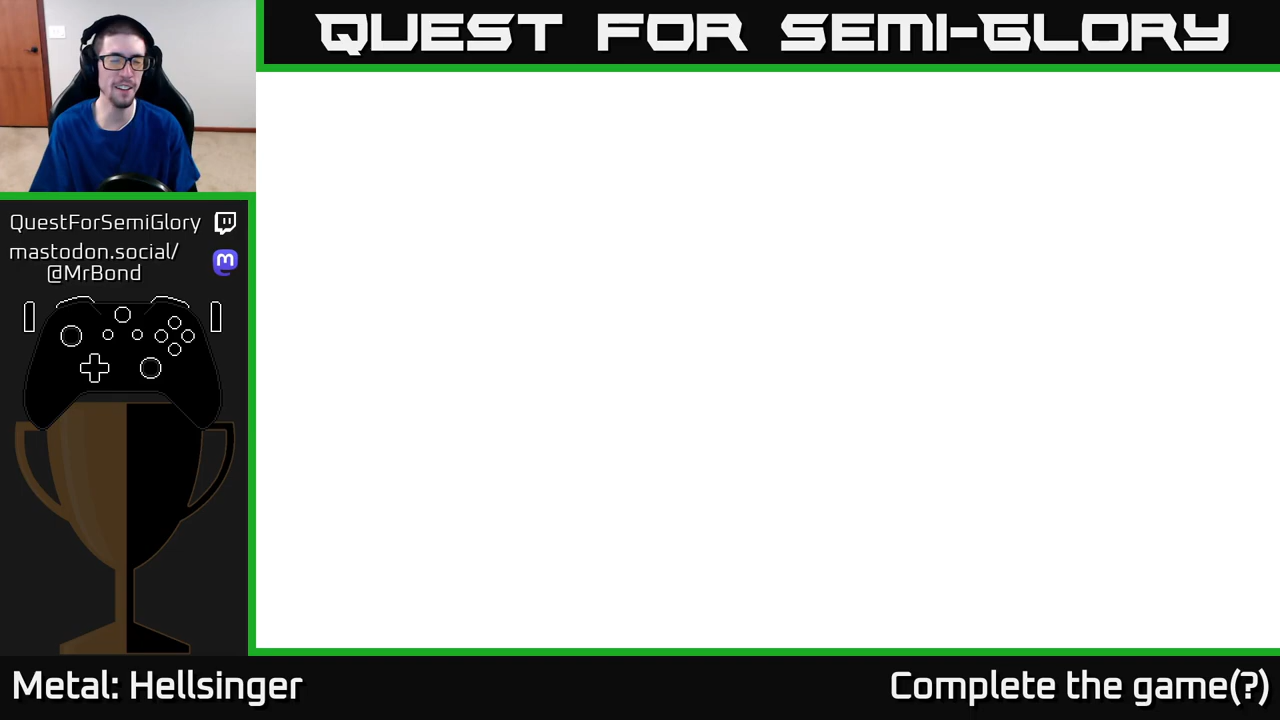 QUEST FOR SEMI-GLORY
QuestForSemiGlory
mastodon.social/
@MrBond
Metal: Hellsinger
Complete the game(?)